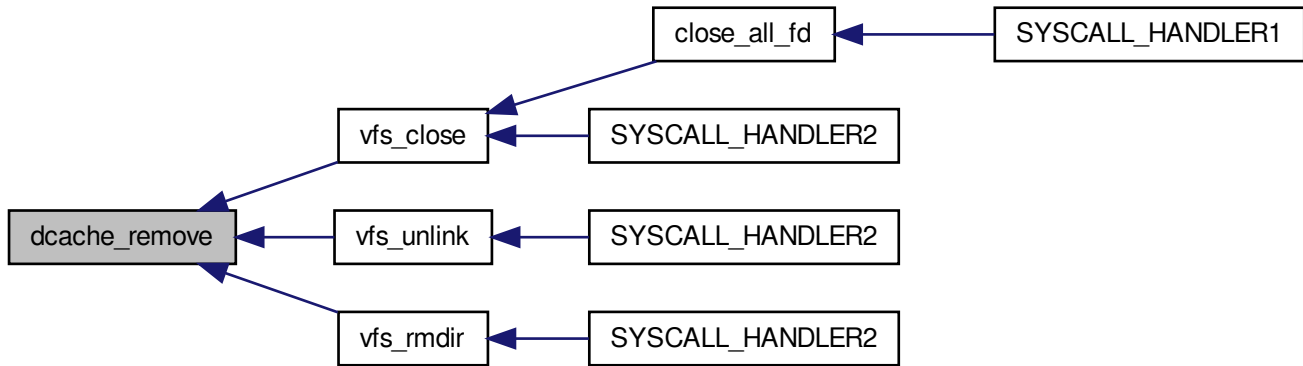 close_all_fd
SYSCALL_HANDLER1
vfs_close
SYSCALL_HANDLER2
dcache_remove
vfs_unlink
SYSCALL_HANDLER2
vfs_rmdir
SYSCALL_HANDLER2